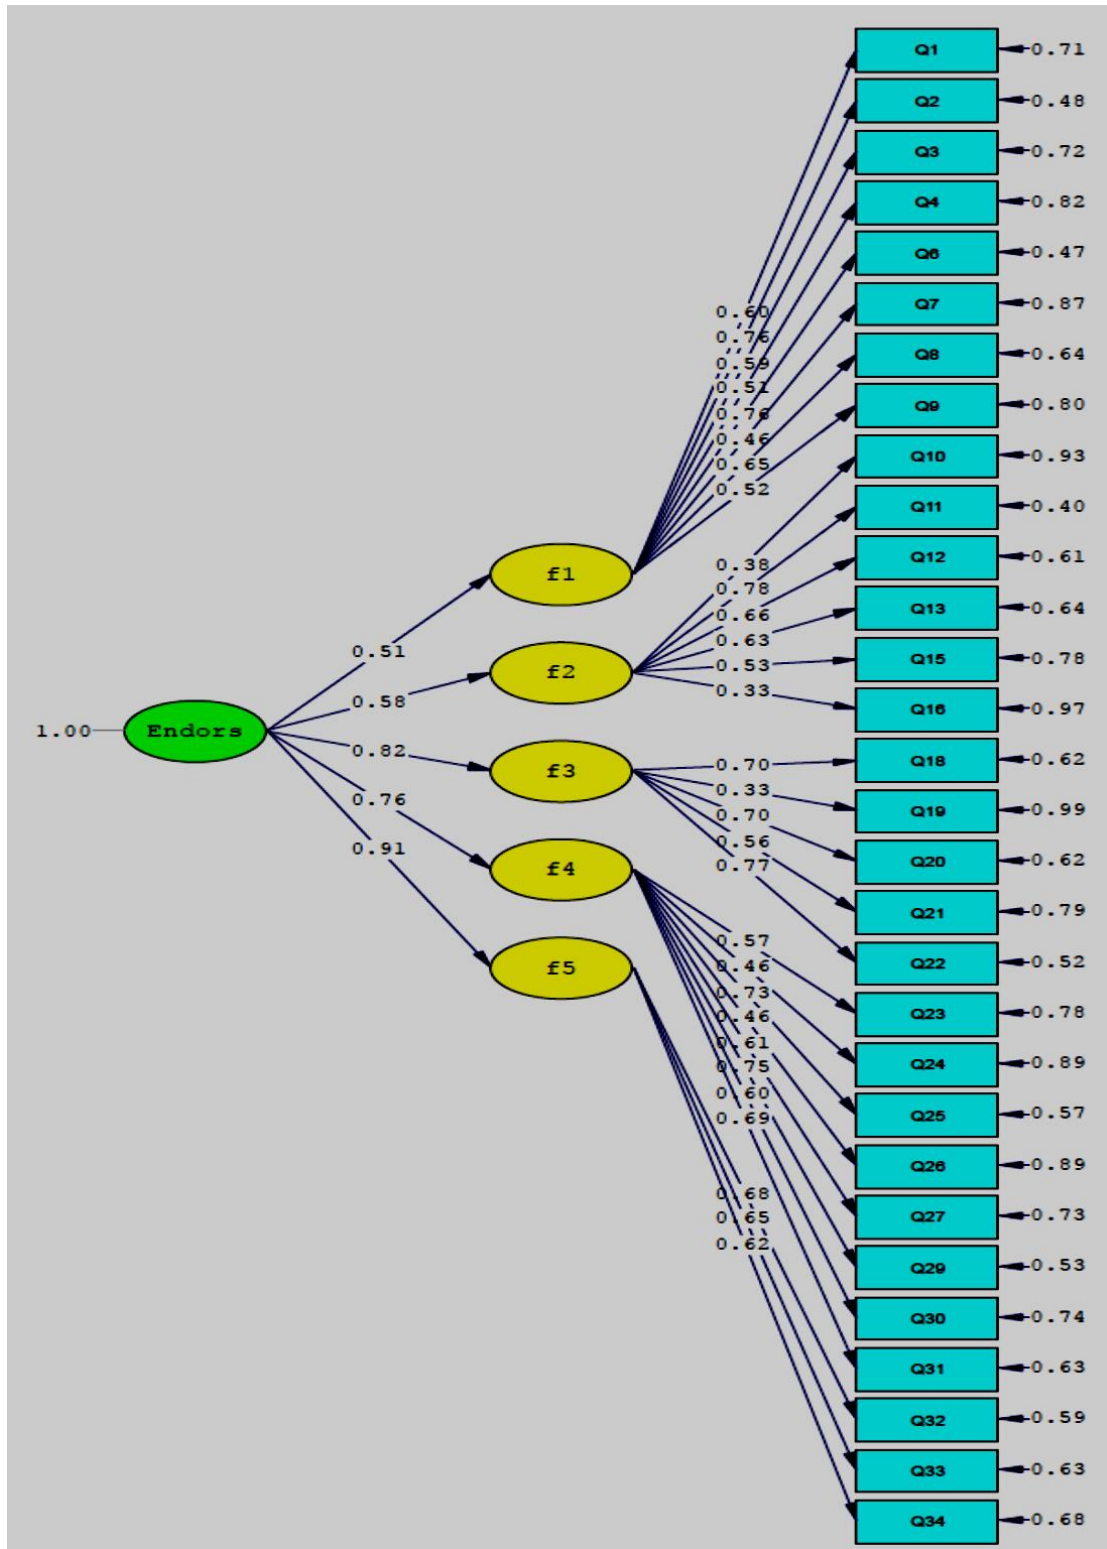 Q1 0.71
Q2 0.48
Q3 0.72
Q4 0.82
Q6 0.47
Q7 0.87
0.60
0.76
Q8 0.64
0.59
0.51
Q9 0.80
0.76
0.46
Q10 0.93
0.65
0.52
Q11 0.40
Q12 0.61
0.38
f1
0.78
Q13 0.64
0.66
0.63
0.51
Q15 0.78
0.53
f2
0.33
0.58
Q16 0.97
1.00 Endors
0.82
Q18 0.62
0.70
f3
0.33
0.76
Q19 0.99
0.70
0.56
0.91
Q20 0.62
0.77
f4
Q21 0.79
0.57
Q22 0.52
0.46
f5
0.73
Q23 0.78
0.46
0.61
Q24 0.89
0.75
0.60
Q25 0.57
0.69
Q26 0.89
0.68
Q27 0.73
0.65
0.62
Q29 0.53
Q30 0.74
Q31 0.63
Q32 0.59
Q33 0.63
Q34 0.68